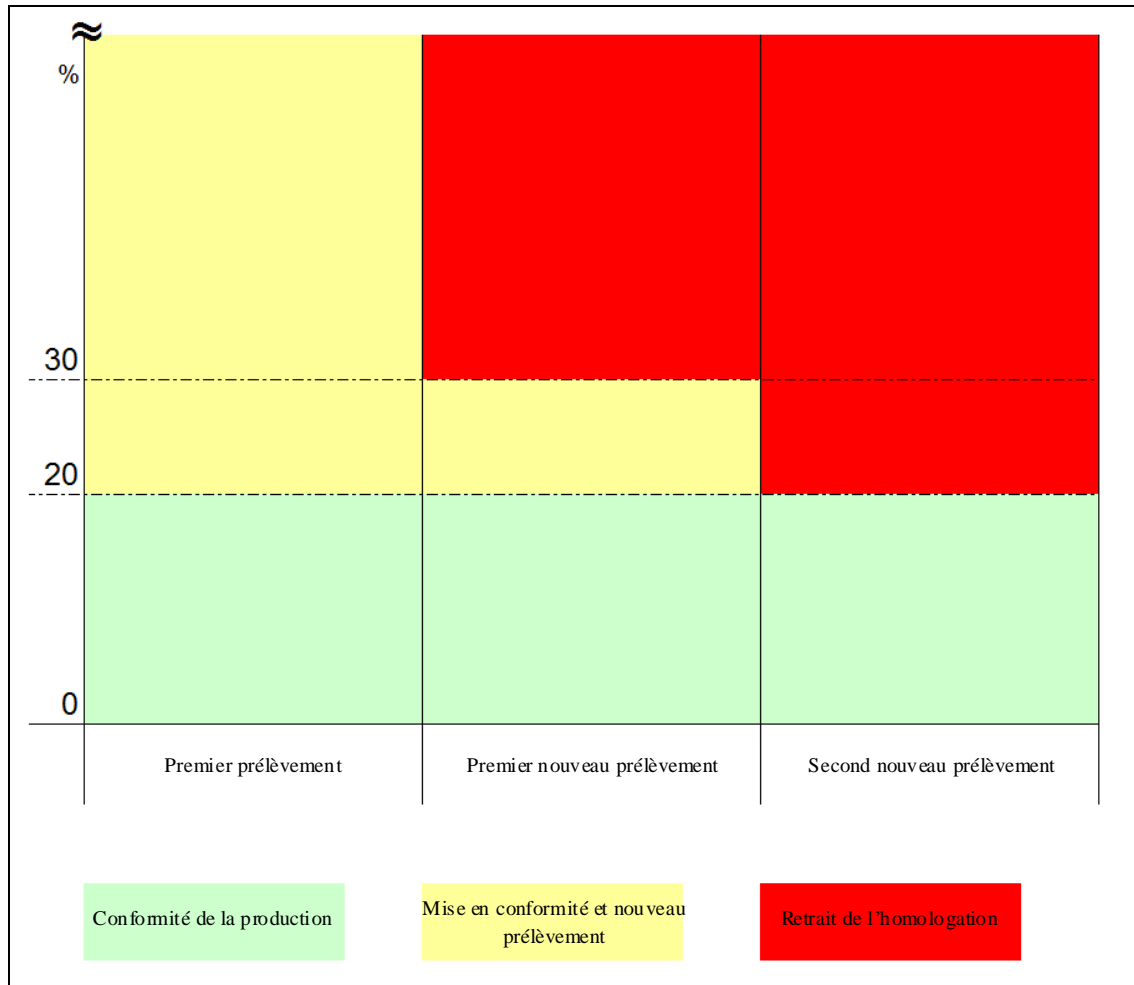 %
30
20
0
Premier prélèvement
Premier nouveau prélèvement
Second nouveau prélèvement
Conformité de la production
Mise en conformité et nouveau
prélèvement
Retrait de l’homologation